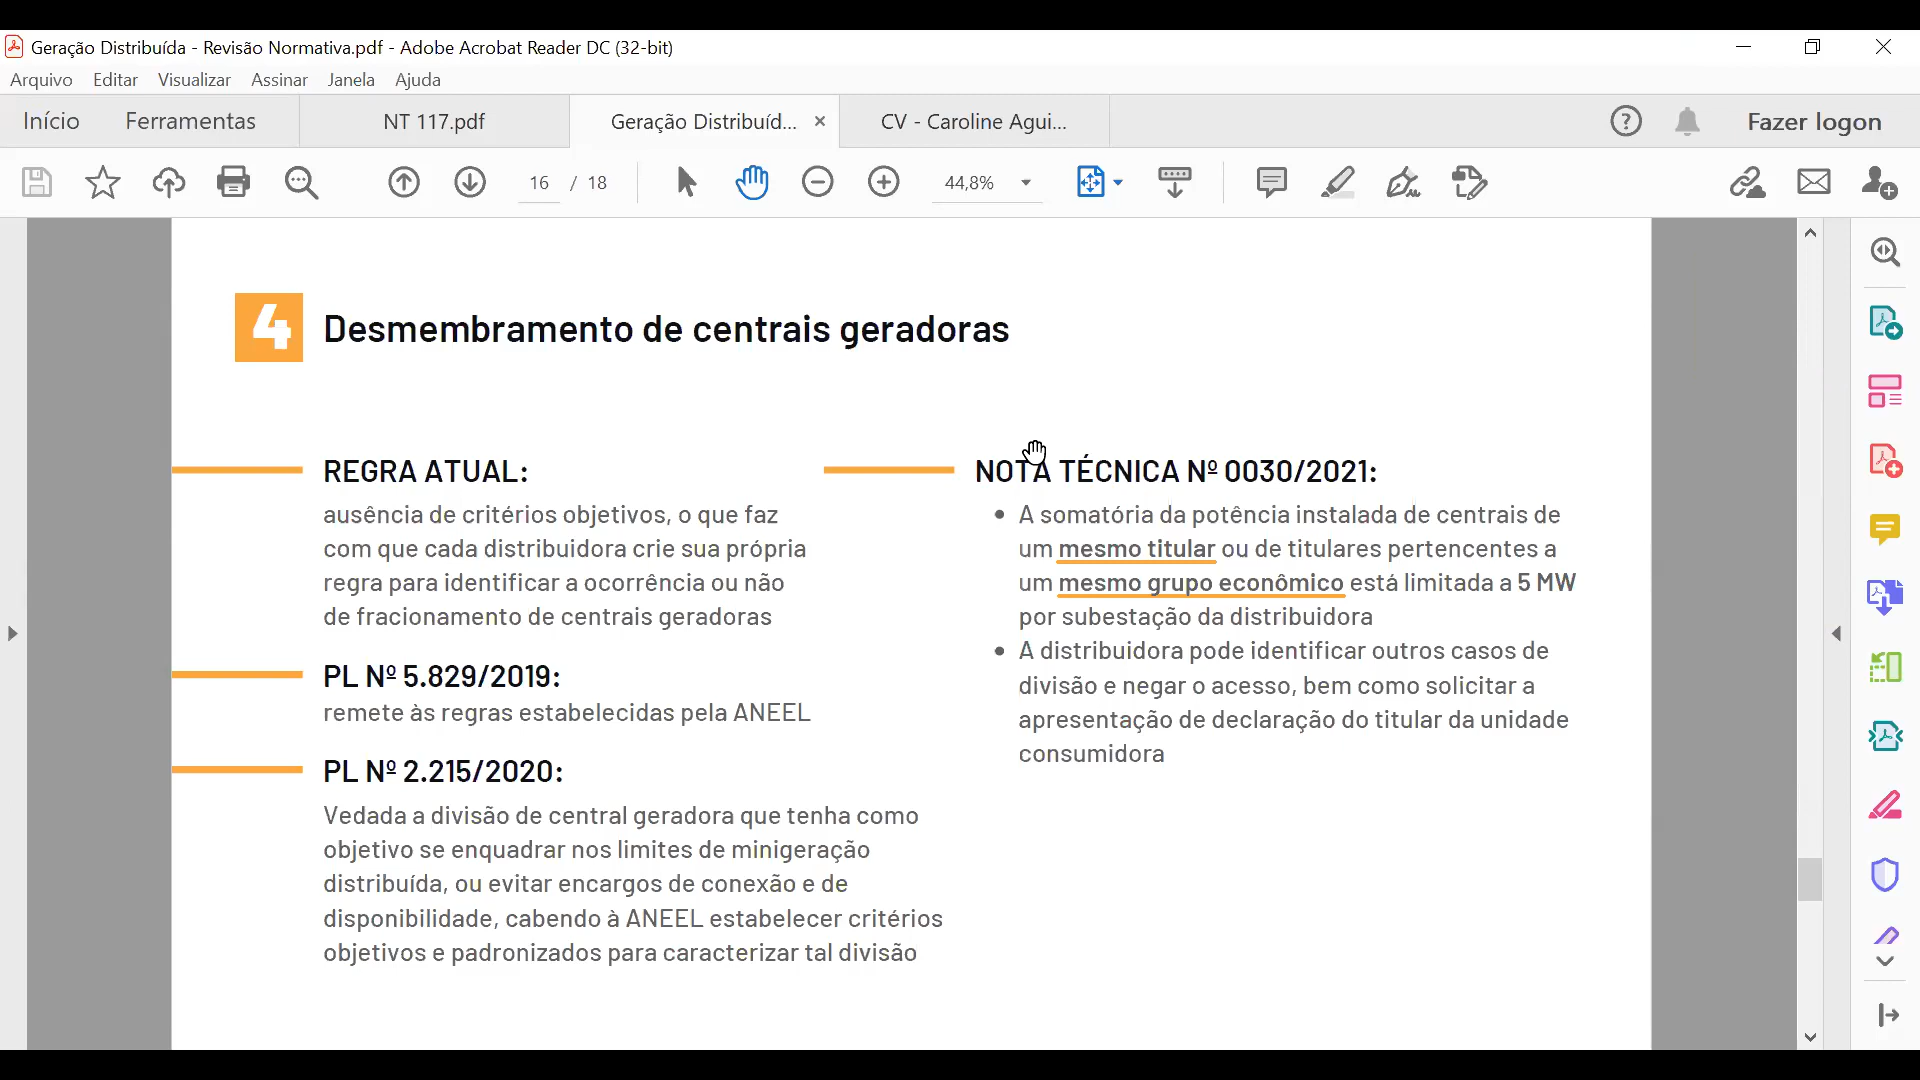 Geração Distribuída - Revisão Normativa.pdf - Adobe Acrobat Reader DC (32-bit)
Arquivo Editar Visualizar Assinar Janela Ajuda
Início Ferramentas NT 117.pdf Geração Distribuíd... × CV - Caroline Agui... ? Fazer logon
16 / 18 44,8%
4 Desmembramento de centrais geradoras
REGRA ATUAL:
ausência de critérios objetivos, o que faz
com que cada distribuidora crie sua própria
regra para identificar a ocorrência ou não
de fracionamento de centrais geradoras
PL Nº 5.829/2019:
remete às regras estabelecidas pela ANEEL
PL Nº 2.215/2020:
Vedada a divisão de central geradora que tenha como
objetivo se enquadrar nos limites de minigeração
distribuída, ou evitar encargos de conexão e de
disponibilidade, cabendo à ANEEL estabelecer critérios
objetivos e padronizados para caracterizar tal divisão
NOTA TÉCNICA Nº 0030/2021:
• A somatória da potência instalada de centrais de
um mesmo titular ou de titulares pertencentes a
um mesmo grupo econômico está limitada a 5 MW
por subestação da distribuidora
• A distribuidora pode identificar outros casos de
divisão e negar o acesso, bem como solicitar a
apresentação de declaração do titular da unidade
consumidora